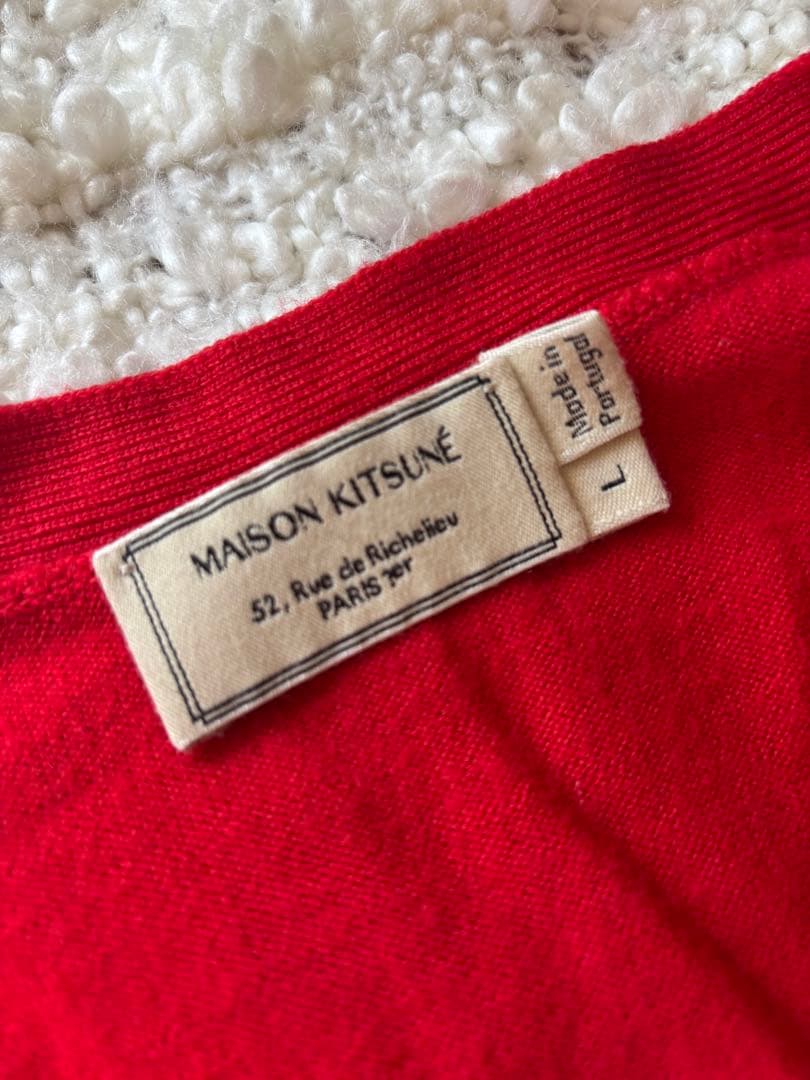 MAISON KITSUNÉ
52, Rue de Richelieu
PARIS 1er
Made in
Portugal
L